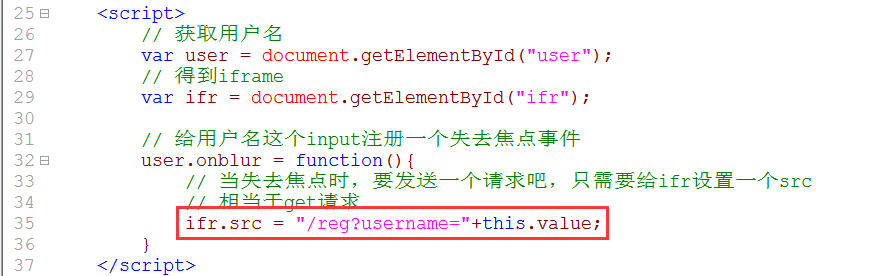 25 <script>
26 // 获取用户名
27 var user = document.getElementById("user");
28 // 得到iframe
29 var ifr = document.getElementById("ifr");
30
31 // 给用户名这个input注册一个失去焦点事件
32 user.onblur = function(){
33 // 当失去焦点时，要发送一个请求吧，只需要给ifr设置一个src
34 // 相当于get请求
35 ifr.src = "/reg?username="+this.value;
36 }
37 </script>